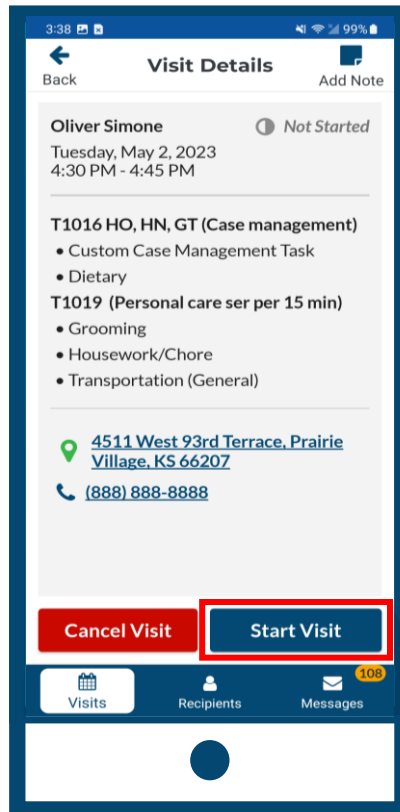 3:38 99%
Back Visit Details Add Note
Oliver Simone Not Started
Tuesday, May 2, 2023
4:30 PM - 4:45 PM
T1016 HO, HN, GT (Case management)
• Custom Case Management Task
• Dietary
T1019 (Personal care ser per 15 min)
• Grooming
• Housework/Chore
• Transportation (General)
4511 West 93rd Terrace, Prairie
Village, KS 66207
(888) 888-8888
Cancel Visit Start Visit
108
Visits Recipients Messages